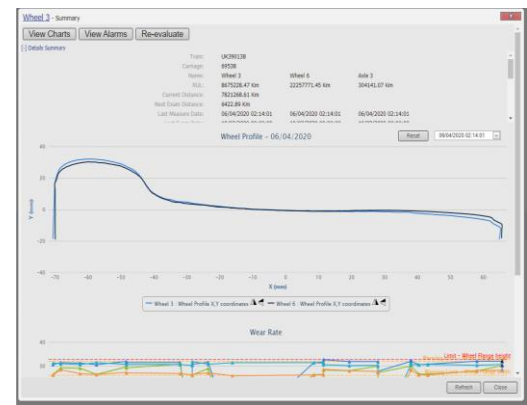 Wheel 3 - Summary
View Charts View Alarms Re-evaluate
[-] Details Summary
Train: UK390138
Carriage: 69538
Name: Wheel 3 Wheel 6 Axle 3
RUL: 8675228.47 Km 22257771.45 Km 304141.07 Km
Current Distance: 7821268.61 Km
Next Exam Distance: 6422.89 Km
Last Measure Date: 06/04/2020 02:14:01 06/04/2020 02:14:01 06/04/2020 02:14:01
Wheel Profile - 06/04/2020
Reset 06/04/2020 02:14:01
40
20
0
-20
-40
Y (mm)
-70 -60 -50 -40 -30 -20 -10 0 10 20 30 40 50 60
X (mm)
Wheel 3 : Wheel Profile X,Y coordinates Wheel 6 : Wheel Profile X,Y coordinates
Wear Rate
40
Limit - Wheel Flange height
30
Refresh Close